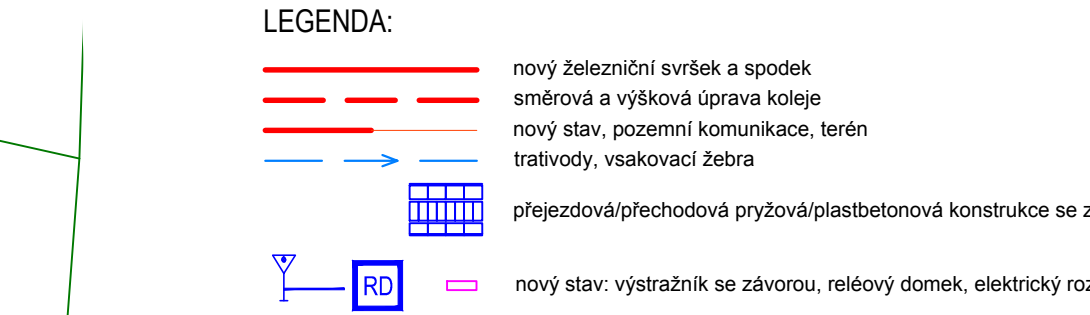 LEGENDA:
nový železniční svršek a spodek
směrová a výšková úprava koleje
nový stav, pozemní komunikace, terén
trativody, vsakovací žebra
přejezdová/přechodová pryžová/plastbetonová konstrukce se
RD nový stav: výstražník se závorou, reléový domek, elektrický